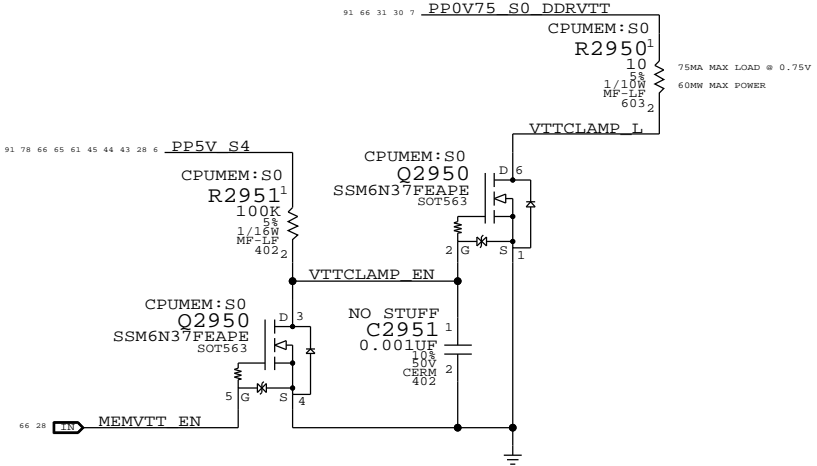 91 66 31 30 7 PP0V75_S0_DDRVTT
CPUMEM:S0
R2950
1
10
5%
1/10W
MF-LF
603
2
75MA MAX LOAD @ 0.75V
60MW MAX POWER
VTTCLAMP_L
91 78 66 65 61 45 44 43 28 6 PP5V_S4
CPUMEM:S0
R2951
1
100K
5%
1/16W
MF-LF
402
2
CPUMEM:S0
Q2950
SSM6N37FEAPE
SOT563
D 6
2 G S 1
VTTCLAMP_EN
CPUMEM:S0
Q2950
SSM6N37FEAPE
SOT563
D 3
5 G S 4
NO STUFF
C2951
1
0.001UF
10%
50V
CERM
402
2
66 28 IN MEMVTT_EN